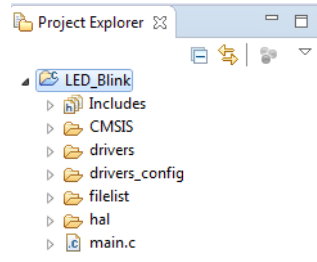 Project Explorer
LED_Blink
Includes
CMSIS
drivers
drivers_config
filelist
hal
main.c